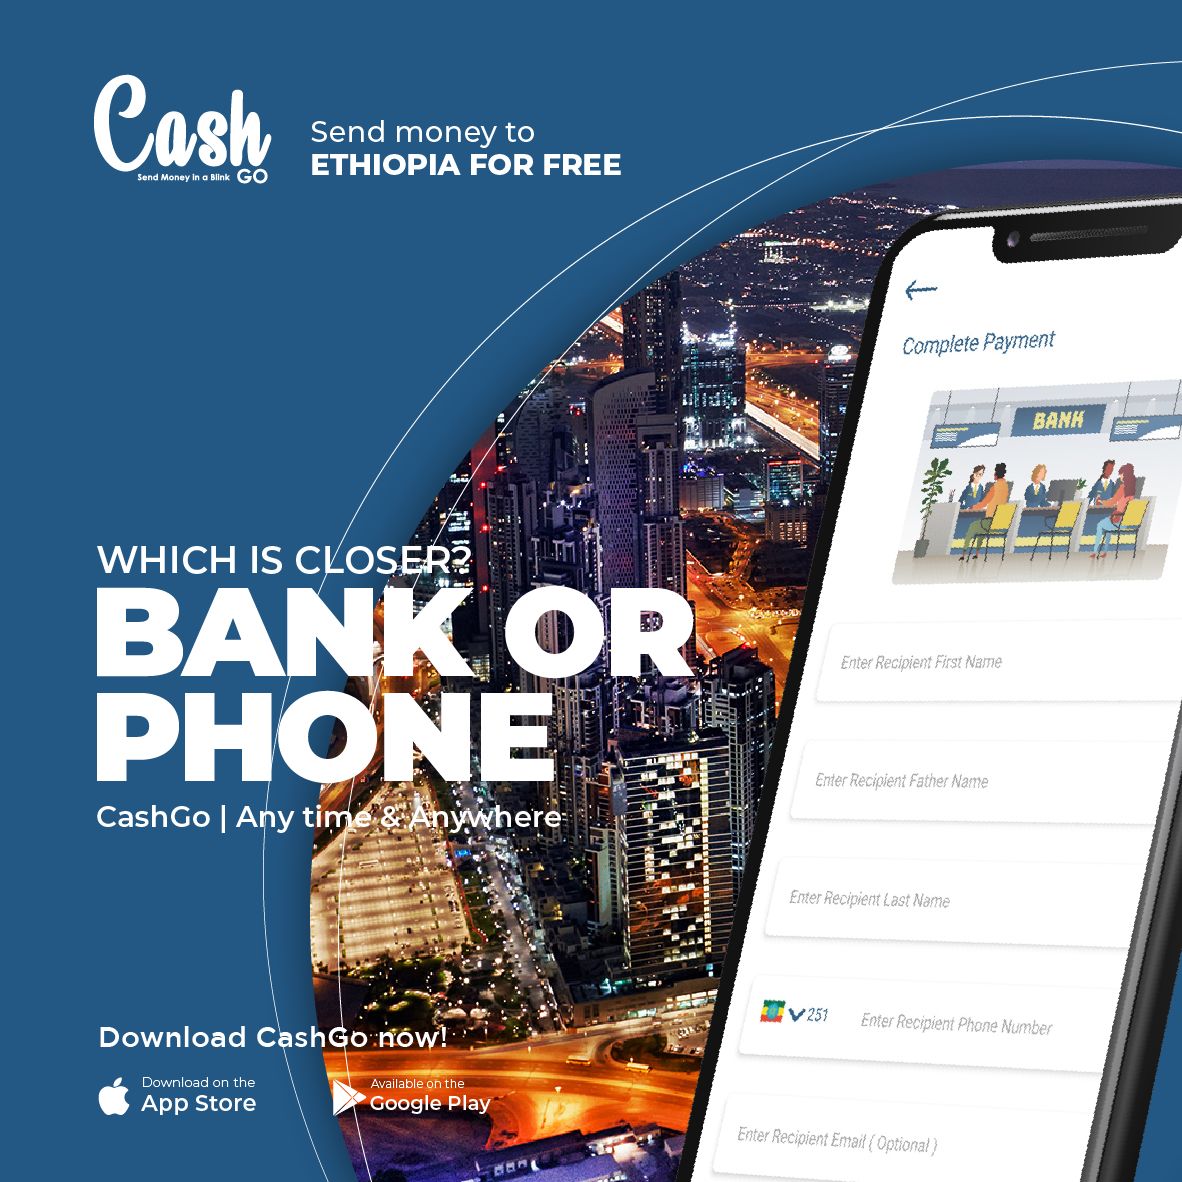 Cash GO
Send Money in a Blink
Send money to
ETHIOPIA FOR FREE
WHICH IS CLOSER?
BANK OR
PHONE
CashGo | Any time & Anywhere
Download CashGo now!
Download on the
App Store
Available on the
Google Play
Complete Payment
BANK
Enter Recipient First Name
Enter Recipient Father Name
Enter Recipient Last Name
251 Enter Recipient Phone Number
Enter Recipient Email ( Optional )